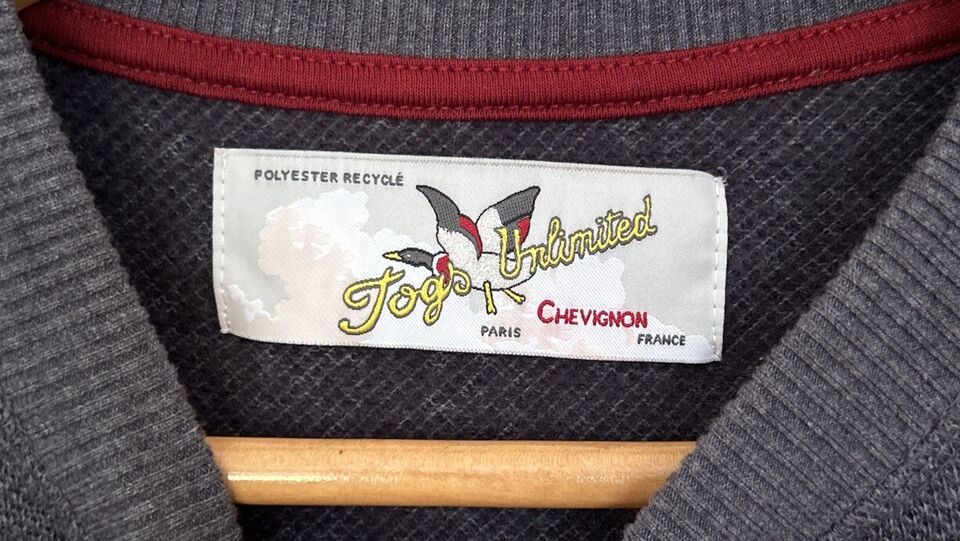 POLYESTER RECYCLÉ
Togs Unlimited
CHEVIGNON
PARIS FRANCE